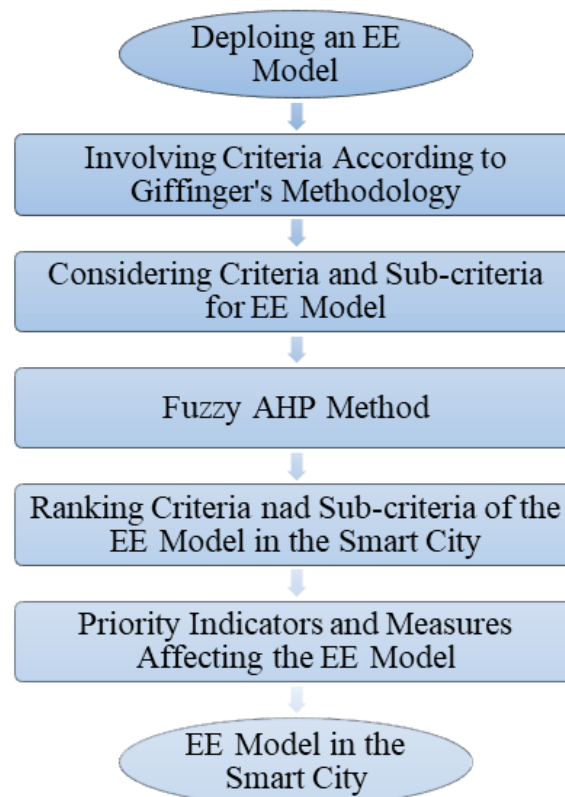 Deploing an EE
Model
Involving Criteria According to
Giffinger's Methodology
Considering Criteria and Sub-criteria
for EE Model
Fuzzy AHP Method
Ranking Criteria nad Sub-criteria of the
EE Model in the Smart City
Priority Indicators and Measures
Affecting the EE Model
EE Model in the
Smart City